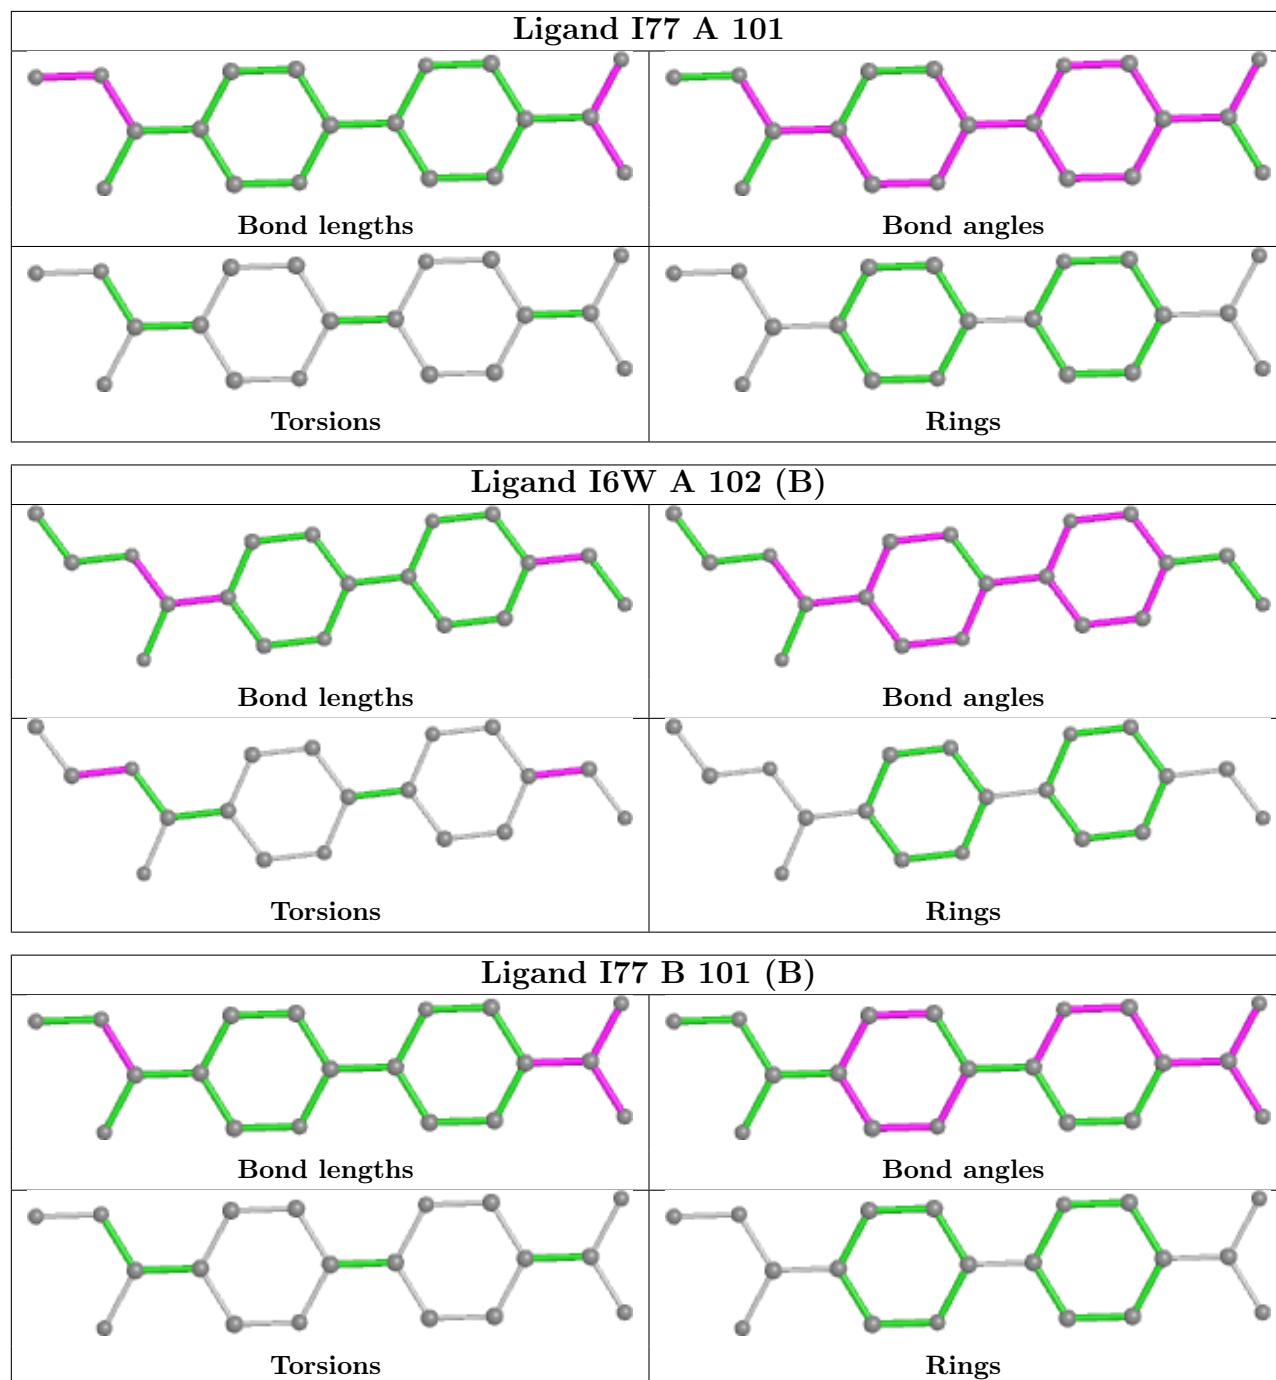 Ligand I77 A 101
Bond lengths
Bond angles
Torsions
Rings
Ligand I6W A 102 (B)
Bond lengths
Bond angles
Torsions
Rings
Ligand I77 B 101 (B)
Bond lengths
Bond angles
Torsions
Rings